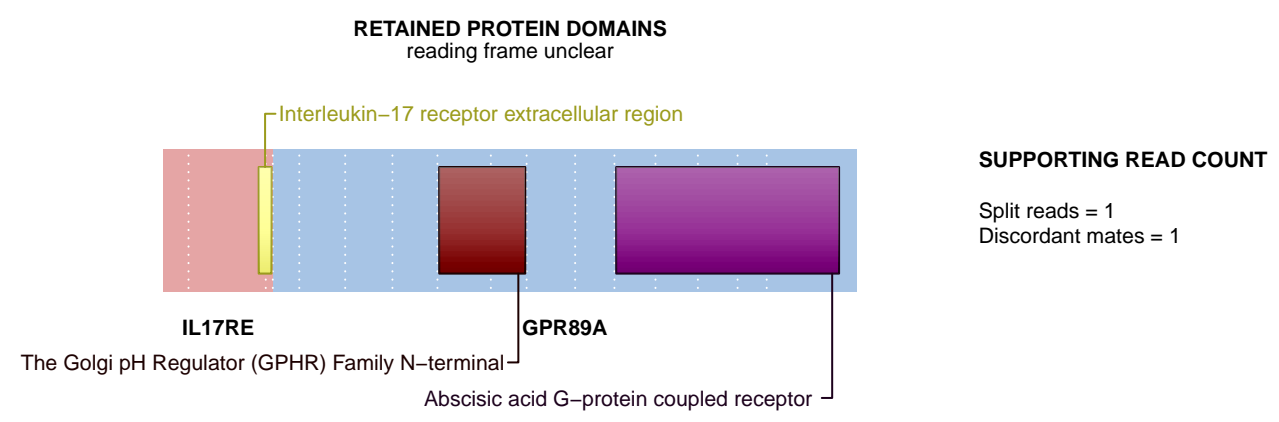 RETAINED PROTEIN DOMAINS
reading frame unclear
Interleukin−17 receptor extracellular region
SUPPORTING READ COUNT
Split reads = 1
Discordant mates = 1
IL17RE
GPR89A
The Golgi pH Regulator (GPHR) Family N−terminal
Abscisic acid G−protein coupled receptor